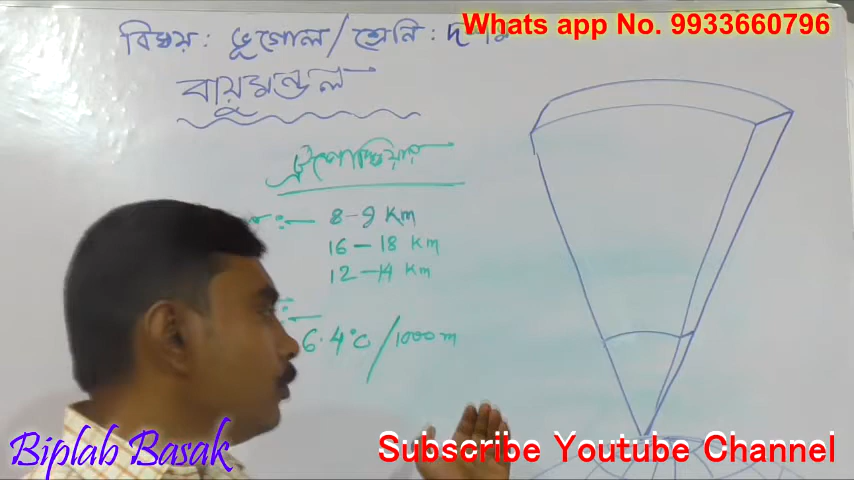 Whats app No. 9933660796
বিষয় : ভূগোল / শ্রেনি :
বায়ুমন্ডল
ট্রপোস্ফিয়ার
8-9 Km
16-18 Km
12-14 Km
6.4°C/1000 m
Biplab Basak
Subscribe Youtube Channel